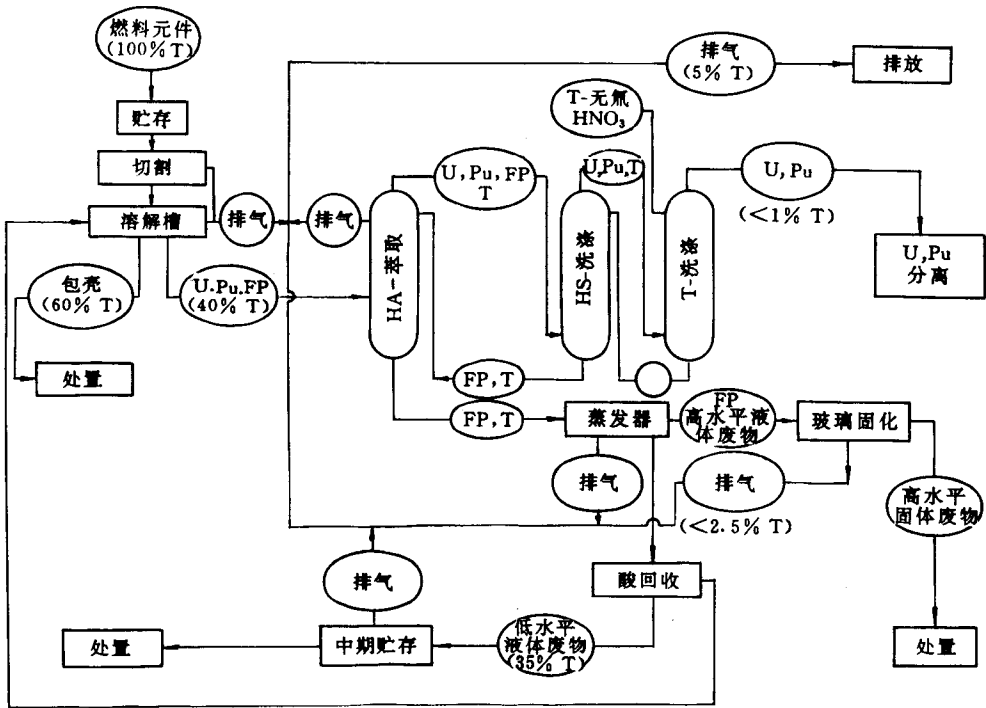 燃料元件
(100% T)
贮存
切割
溶解槽
排气
排气
包壳
(60% T)
U.Pu.FP
(40% T)
处置
HA-萃取
U,Pu,FP
T
HS-洗涤
U,Pu,T
T-无氚
HNO₃
T-洗涤
排气
(5% T)
排放
U,Pu
(<1% T)
U,Pu
分离
FP,T
FP,T
蒸发器
FP
高水平液
体废物
玻璃固化
排气
排气
(<2.5% T)
高水平
固体废物
处置
酸回收
低水平
液体废物
(35% T)
中期贮存
排气
处置